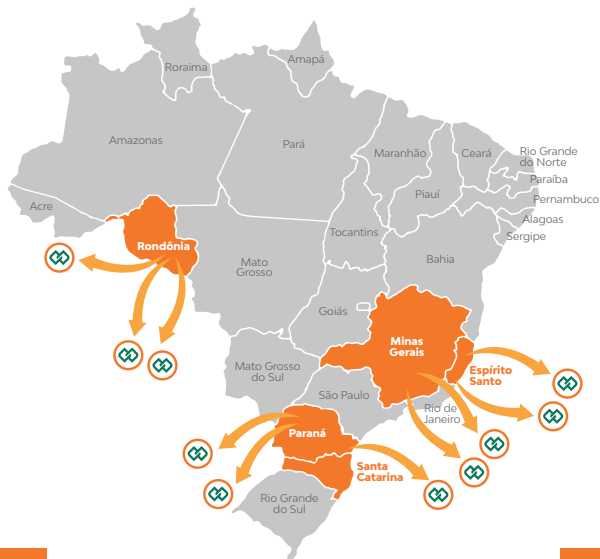 Roraima
Amapá
Amazonas
Pará
Maranhão
Ceará
Rio Grande
do Norte
Paraíba
Pernambuco
Alagoas
Sergipe
Piauí
Acre
Rondônia
Tocantins
Bahia
Mato
Grosso
Goiás
Minas
Gerais
Espírito
Santo
Mato Grosso
do Sul
São Paulo
Rio de
Janeiro
Paraná
Santa
Catarina
Rio Grande
do Sul